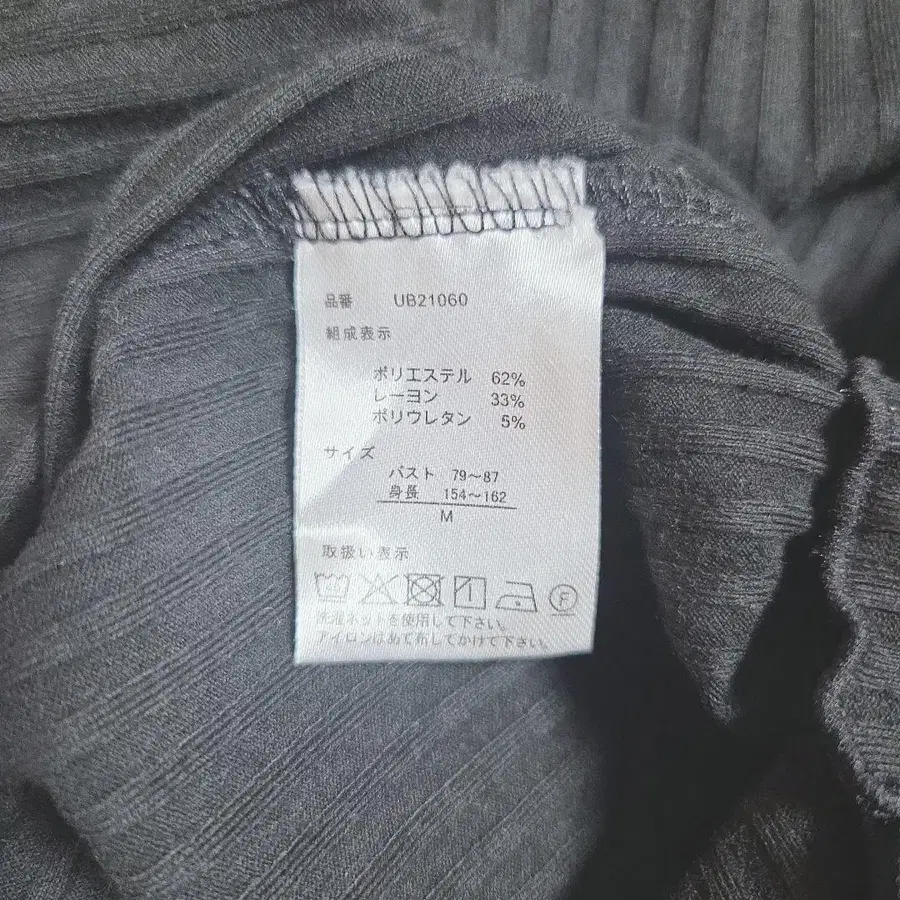 品番 UB21060
組成表示
ポリエステル 62%
レーヨン 33%
ポリウレタン 5%
サイズ
バスト 79～87
身長 154～162
M
取扱い表示
F
洗濯ネットを使用して下さい。
アイロンはあて布してかけて下さい。